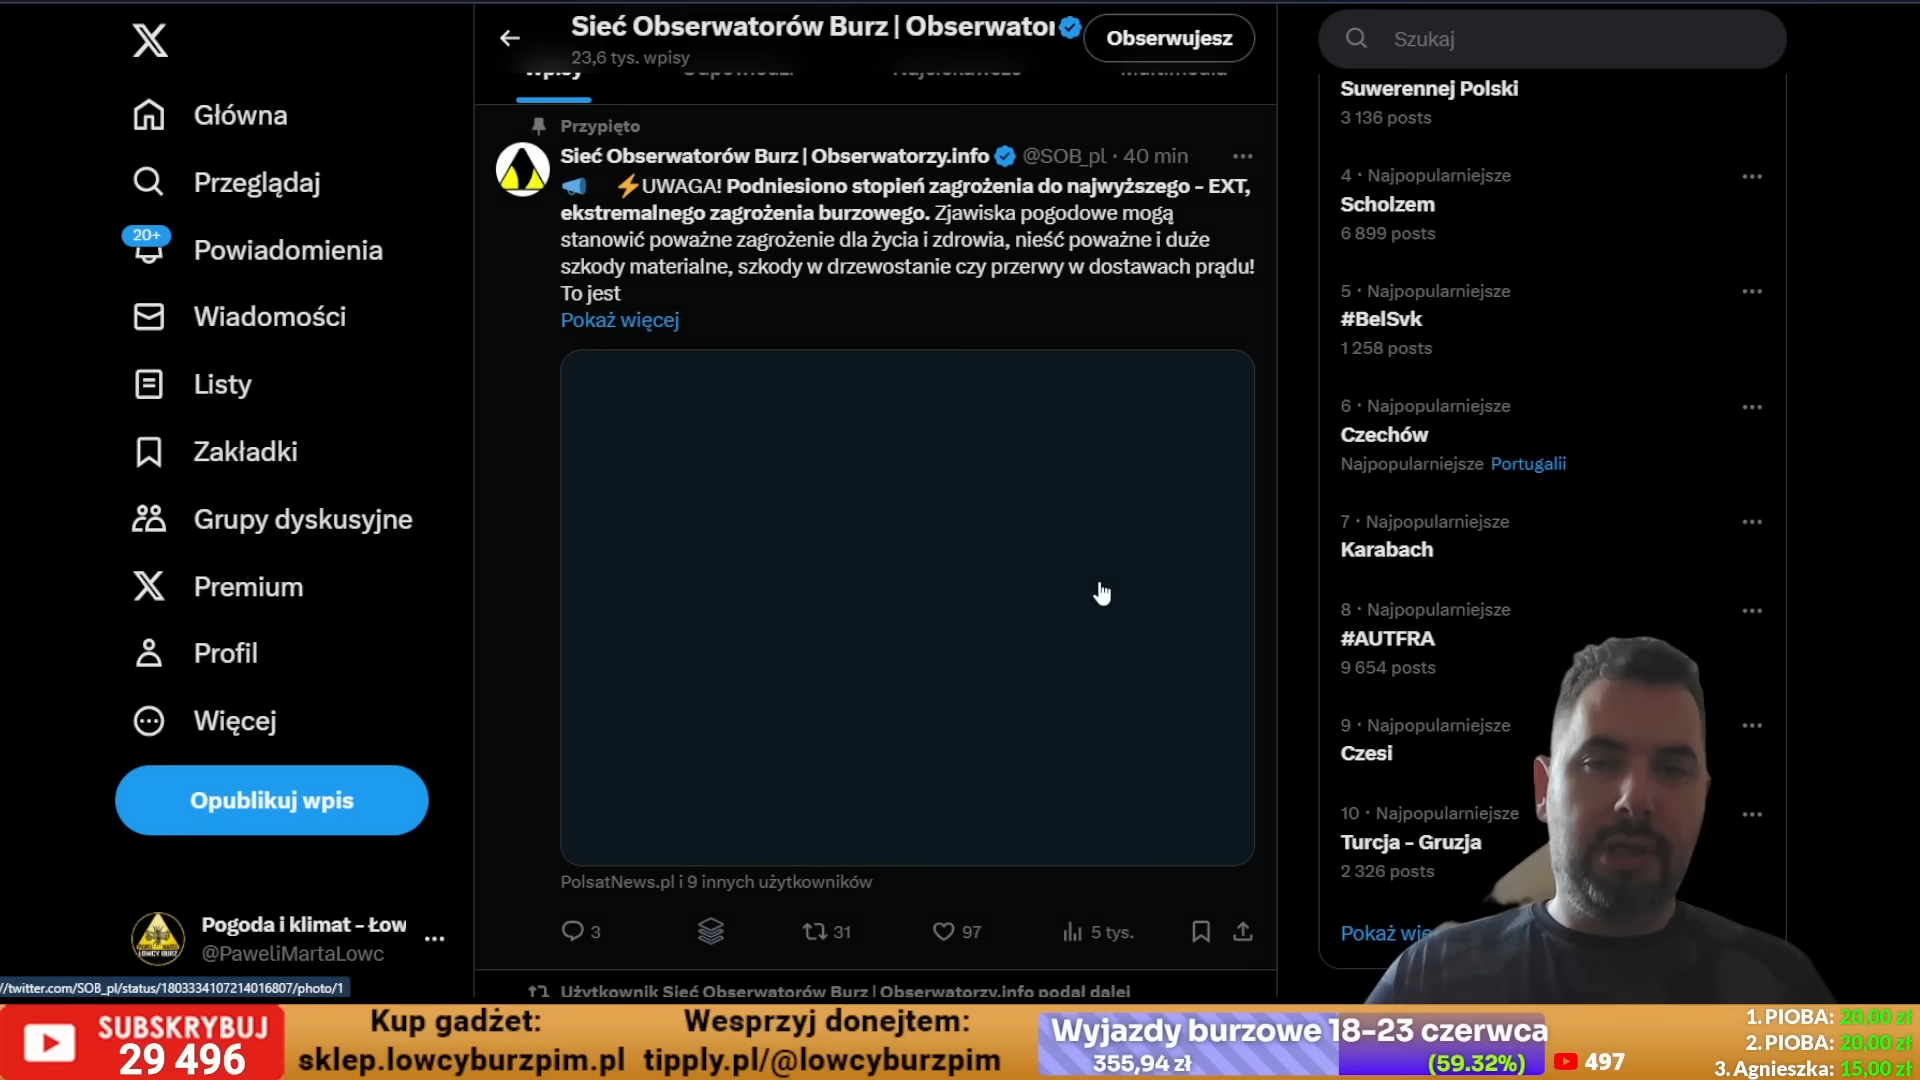 Sieć Obserwatorów Burz | Obserwator
23,6 tys. wpisy
Obserwujesz
Szukaj
Wpisy
Odpowiedzi
Najciekawsze
Multimedia
Główna
Przeglądaj
20+
Powiadomienia
Wiadomości
Listy
Zakładki
Grupy dyskusyjne
Premium
Profil
Więcej
Opublikuj wpis
Pogoda i klimat – Łow
@PaweliMartaLowc
Przypięto
Sieć Obserwatorów Burz | Obserwatorzy.info @SOB_pl · 40 min
UWAGA! Podniesiono stopień zagrożenia do najwyższego – EXT,
ekstremalnego zagrożenia burzowego. Zjawiska pogodowe mogą
stanowić poważne zagrożenie dla życia i zdrowia, nieść poważne i duże
szkody materialne, szkody w drzewostanie czy przerwy w dostawach prądu!
To jest
Pokaż więcej
PolsatNews.pl i 9 innych użytkowników
3
31
97
5 tys.
Użytkownik Sieć Obserwatorów Burz | Obserwatorzy.info podał dalej
Suwerennej Polski
3 136 posts
4 · Najpopularniejsze
Scholzem
6 899 posts
5 · Najpopularniejsze
#BelSvk
1 258 posts
6 · Najpopularniejsze
Czechów
Najpopularniejsze Portugalii
7 · Najpopularniejsze
Karabach
8 · Najpopularniejsze
#AUTFRA
9 654 posts
9 · Najpopularniejsze
Czesi
10 · Najpopularniejsze
Turcja – Gruzja
2 326 posts
Pokaż wię
//twitter.com/SOB_pl/status/1803334107214016807/photo/1
SUBSKRYBUJ
29 496
Kup gadżet:
sklep.lowcyburzpim.pl
Wesprzyj donejtem:
tipply.pl/@lowcyburzpim
Wyjazdy burzowe 18-23 czerwca
355,94 zł
(59.32%)
497
1. PIOBA: 20,00 zł
2. PIOBA: 20,00 zł
3. Agnieszka: 15,00 zł